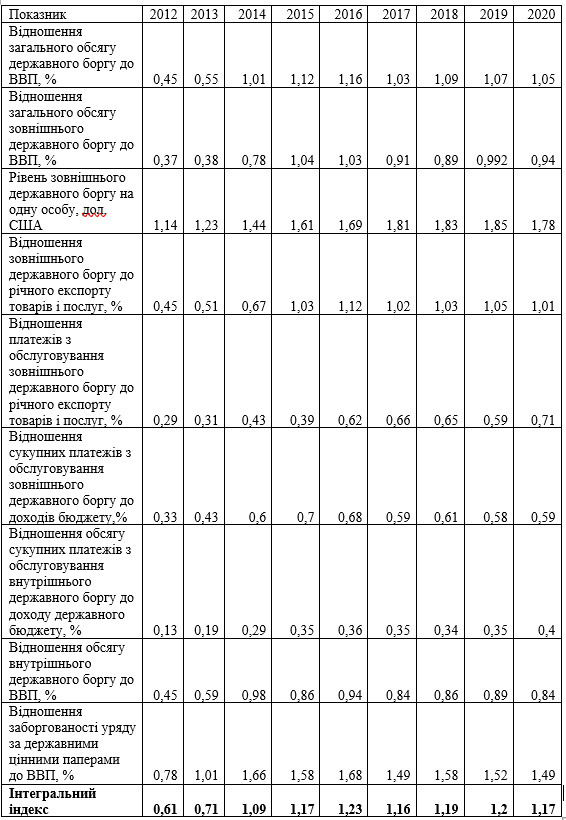 Показник 2012 2013 2014 2015 2016 2017 2018 2019 2020
Відношення
загального обсягу
державного боргу до
ВВП, % 0,45 0,55 1,01 1,12 1,16 1,03 1,09 1,07 1,05
Відношення
загального обсягу
зовнішнього
державного боргу до
ВВП, % 0,37 0,38 0,78 1,04 1,03 0,91 0,89 0,992 0,94
Рівень зовнішнього
державного боргу на
одну особу, дол.
США 1,14 1,23 1,44 1,61 1,69 1,81 1,83 1,85 1,78
Відношення
зовнішнього
державного боргу до
річного експорту
товарів і послуг, % 0,45 0,51 0,67 1,03 1,12 1,02 1,03 1,05 1,01
Відношення
платежів з
обслуговування
зовнішнього
державного боргу до
річного експорту
товарів і послуг, % 0,29 0,31 0,43 0,39 0,62 0,66 0,65 0,59 0,71
Відношення
сукупних платежів з
обслуговування
зовнішнього
державного боргу до
доходів бюджету,% 0,33 0,43 0,6 0,7 0,68 0,59 0,61 0,58 0,59
Відношення обсягу
сукупних платежів з
обслуговування
внутрішнього
державного боргу до
доходу державного
бюджету, % 0,13 0,19 0,29 0,35 0,36 0,35 0,34 0,35 0,4
Відношення обсягу
внутрішнього
державного боргу до
ВВП, % 0,45 0,59 0,98 0,86 0,94 0,84 0,86 0,89 0,84
Відношення
заборгованості уряду
за державними
цінними паперами
до ВВП, % 0,78 1,01 1,66 1,58 1,68 1,49 1,58 1,52 1,49
Інтегральний
індекс 0,61 0,71 1,09 1,17 1,23 1,16 1,19 1,2 1,17